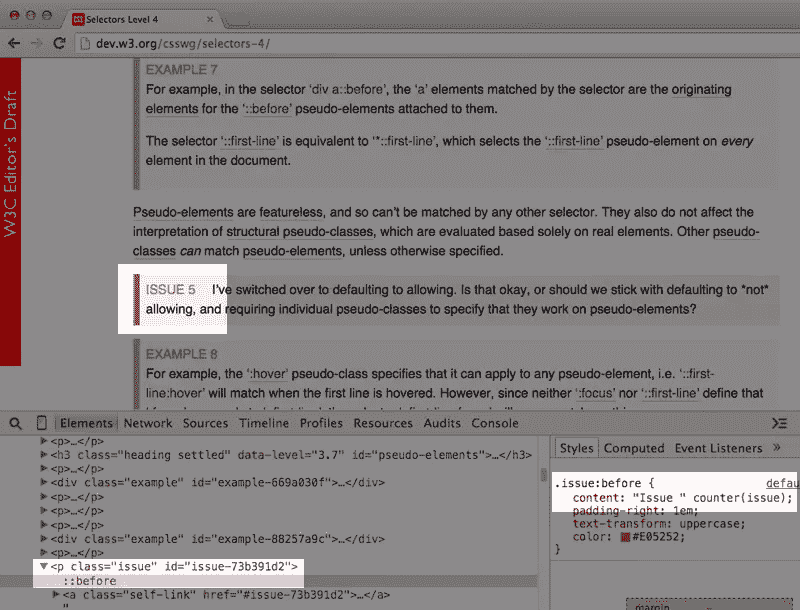 Selectors Level 4
dev.w3.org/csswg/selectors-4/
W3C Editor's Draft
EXAMPLE 7
For example, in the selector ‘div a::before’, the ‘a’ elements matched by the selector are the originating
elements for the ‘::before’ pseudo-elements attached to them.
The selector ‘::first-line’ is equivalent to ‘*::first-line’, which selects the ‘::first-line’ pseudo-element on every
element in the document.
Pseudo-elements are featureless, and so can't be matched by any other selector. They also do not affect the
interpretation of structural pseudo-classes, which are evaluated based solely on real elements. Other pseudo-
classes can match pseudo-elements, unless otherwise specified.
ISSUE 5 I've switched over to defaulting to allowing. Is that okay, or should we stick with defaulting to *not*
allowing, and requiring individual pseudo-classes to specify that they work on pseudo-elements?
EXAMPLE 8
For example, the ‘:hover’ pseudo-class specifies that it can apply to any pseudo-element, i.e. ‘::first-
line:hover’ will match when the first line is hovered. However, since neither ‘:focus’ nor ‘::first-line’ define that
Elements Network Sources Timeline Profiles Resources Audits Console
<p>…</p>
<h3 class="heading settled" data-level="3.7" id="pseudo-elements">…</h3>
<p>…</p>
<div class="example" id="example-669a030f">…</div>
<p>…</p>
<p>…</p>
<p>…</p>
<div class="example" id="example-88257a9c">…</div>
<p>…</p>
<p class="issue" id="issue-73b391d2">
::before
<a class="self-link" href="#issue-73b391d2">…</a>
"
Styles Computed Event Listeners »
.issue:before { defau
content: "Issue " counter(issue);
padding-right: 1em;
text-transform: uppercase;
color: #E05252;
}
margin